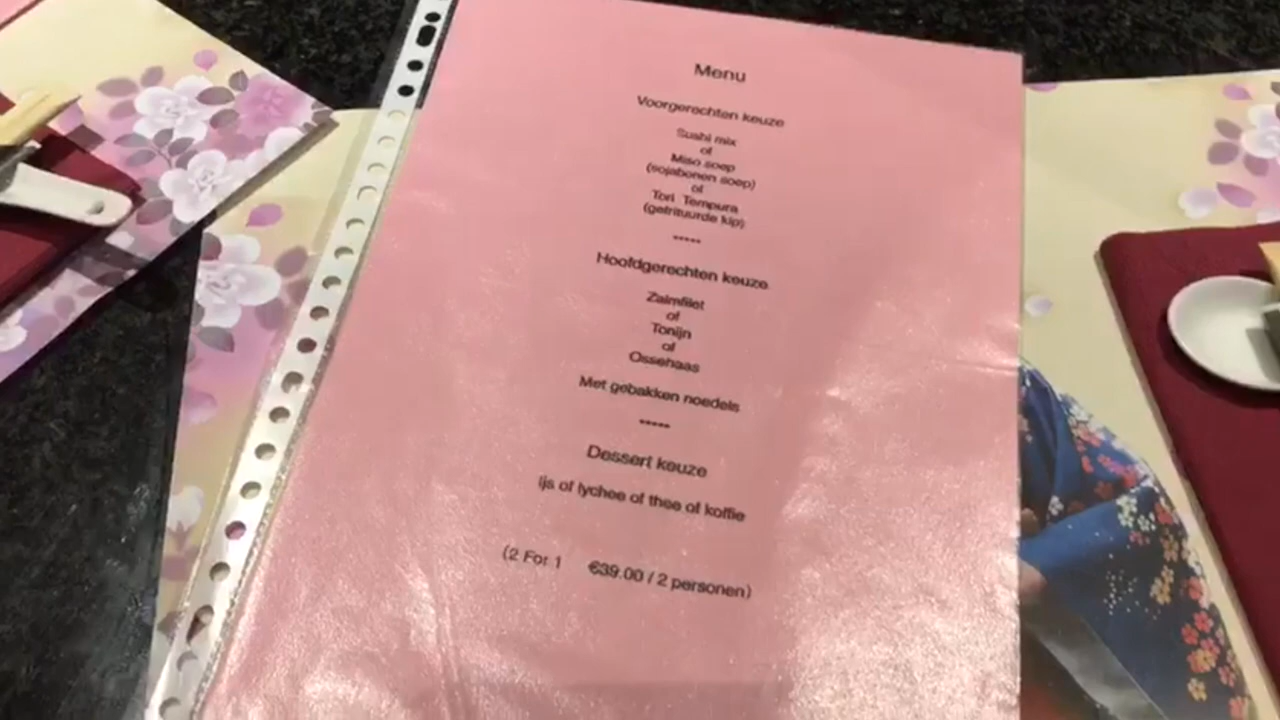 Menu
Voorgerechten keuze
Sushi mix
of
Miso soep
(sojabonen soep)
of
Tori Tempura
(gefrituurde kip)
*****
Hoofdgerechten keuze
Zalmfilet
of
Tonijn
of
Ossehaas
Met gebakken noedels
*****
Dessert keuze
Ijs of lychee of thee of koffie
(2 For 1 €39.00 / 2 personen)